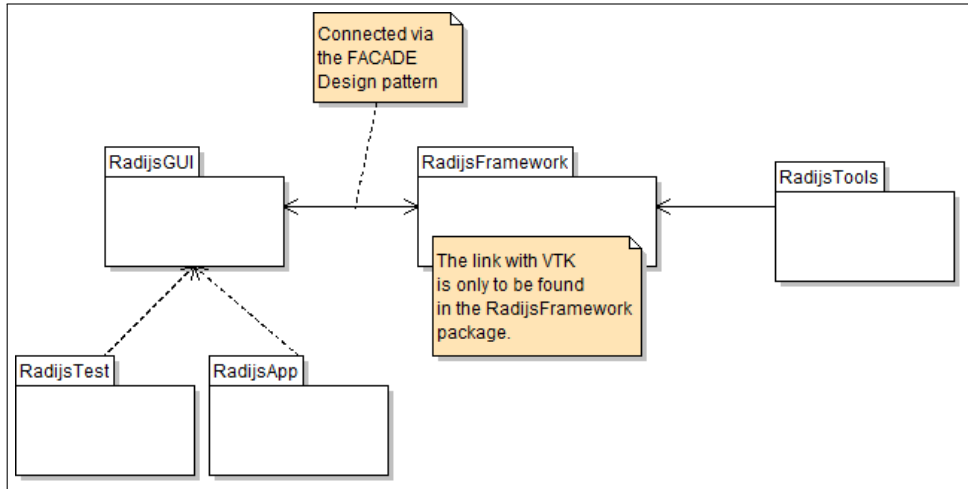 Connected via
the FACADE
Design pattern
RadijsGUI
RadijsFramework
RadijsTools
The link with VTK
is only to be found
in the RadijsFramework
package.
RadijsTest
RadijsApp